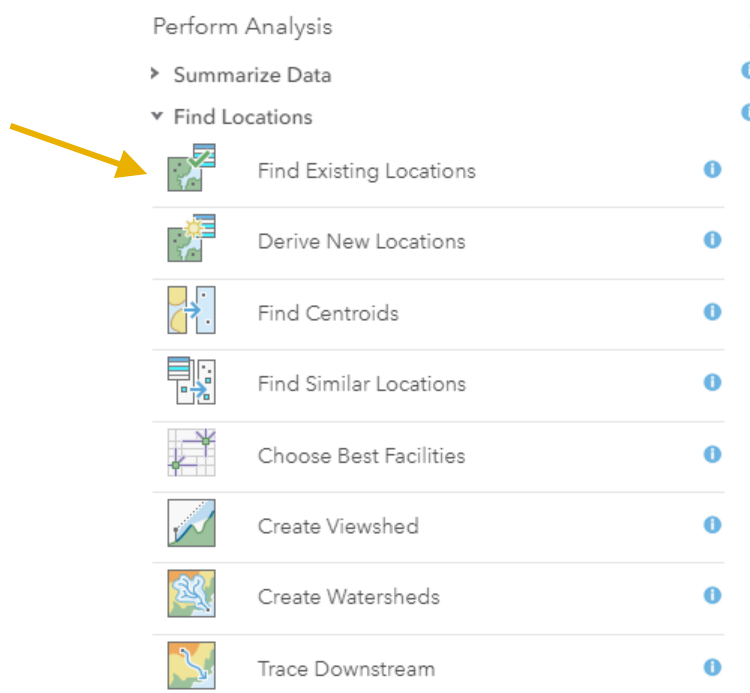 Perform Analysis
Summarize Data
Find Locations
Find Existing Locations
Derive New Locations
Find Centroids
Find Similar Locations
Choose Best Facilities
Create Viewshed
Create Watersheds
Trace Downstream